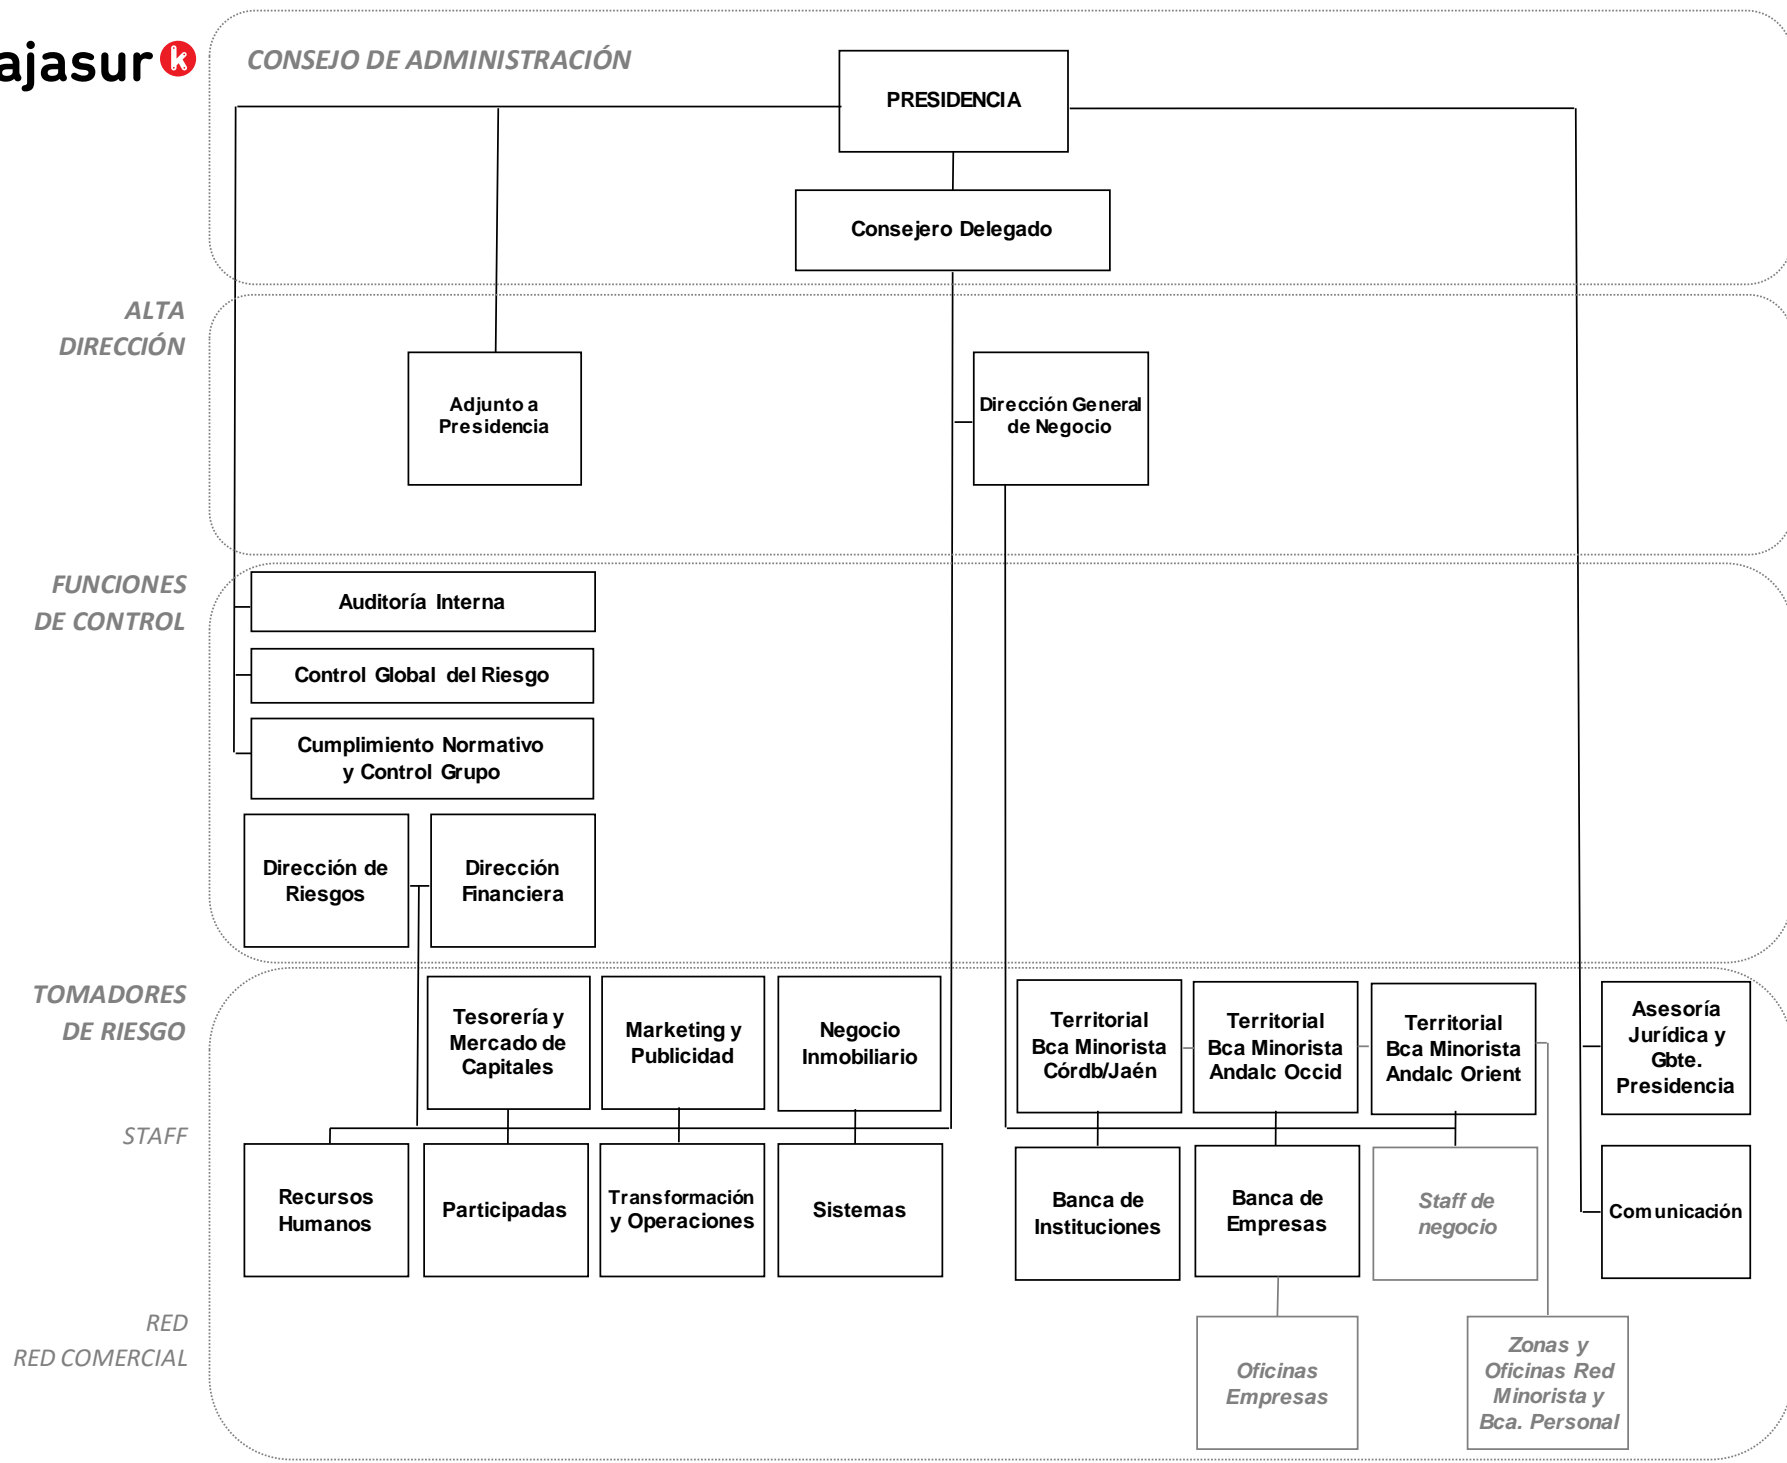 ajasur k
CONSEJO DE ADMINISTRACIÓN
PRESIDENCIA
Consejero Delegado
ALTA
DIRECCIÓN
Adjunto a
Presidencia
Dirección General
de Negocio
FUNCIONES
DE CONTROL
Auditoría Interna
Control Global del Riesgo
Cumplimiento Normativo
y Control Grupo
Dirección de
Riesgos
Dirección
Financiera
TOMADORES
DE RIESGO
Tesorería y
Mercado de
Capitales
Marketing y
Publicidad
Negocio
Inmobiliario
Territorial
Bca Minorista
Córdb/Jaén
Territorial
Bca Minorista
Andalc Occid
Territorial
Bca Minorista
Andalc Orient
Asesoría
Jurídica y
Gbte.
Presidencia
STAFF
Recursos
Humanos
Participadas
Transformación
y Operaciones
Sistemas
Banca de
Instituciones
Banca de
Empresas
Staff de
negocio
Comunicación
RED
RED COMERCIAL
Oficinas
Empresas
Zonas y
Oficinas Red
Minorista y
Bca. Personal